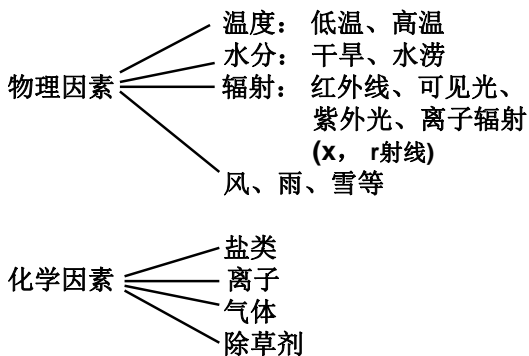 温度： 低温、高温
水分： 干旱、水涝
物理因素
辐射： 红外线、可见光、
紫外光、离子辐射
(x， r射线)
风、雨、雪等
盐类
化学因素
离子
气体
除草剂